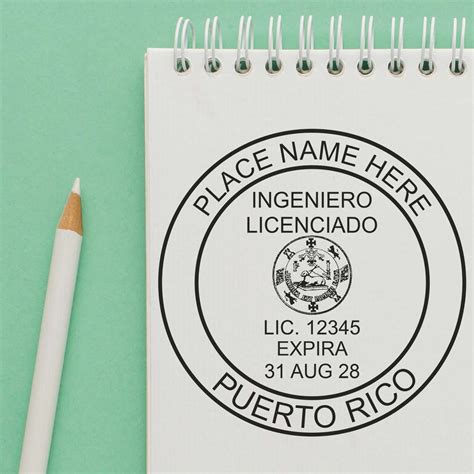 PLACE NAME HERE
INGENIERO
LICENCIADO
LIC. 12345
EXPIRA
31 AUG 28
PUERTO RICO